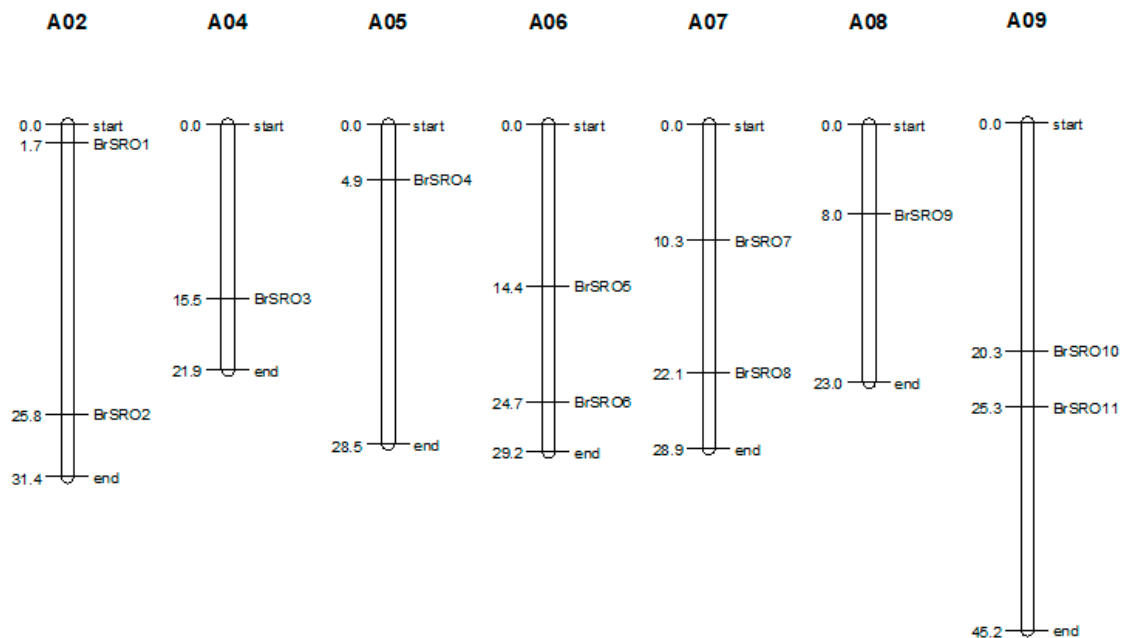 A02 A04 A05 A06 A07 A08 A09
0.0 start 0.0 start 0.0 start 0.0 start 0.0 start 0.0 start 0.0 start
1.7 BrSRO1
4.9 BrSRO4
8.0 BrSRO9
10.3 BrSRO7
14.4 BrSRO5
15.5 BrSRO3
20.3 BrSRO10
21.9 end
22.1 BrSRO8
23.0 end
24.7 BrSRO6
25.3 BrSRO11
25.8 BrSRO2
28.5 end
28.9 end
29.2 end
31.4 end
45.2 end